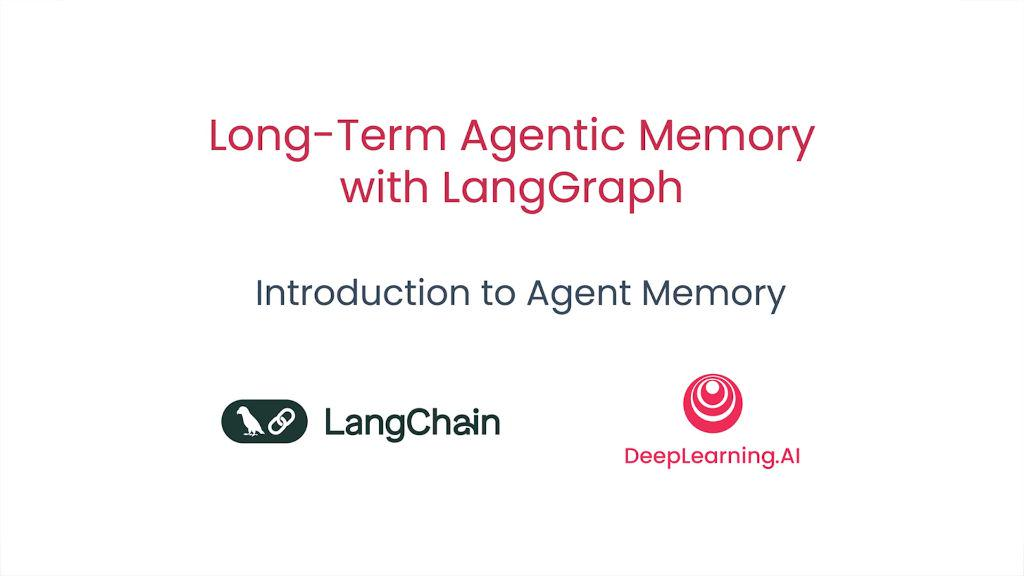 Long-Term Agentic Memory
with LangGraph
Introduction to Agent Memory
LangChain
DeepLearning.AI